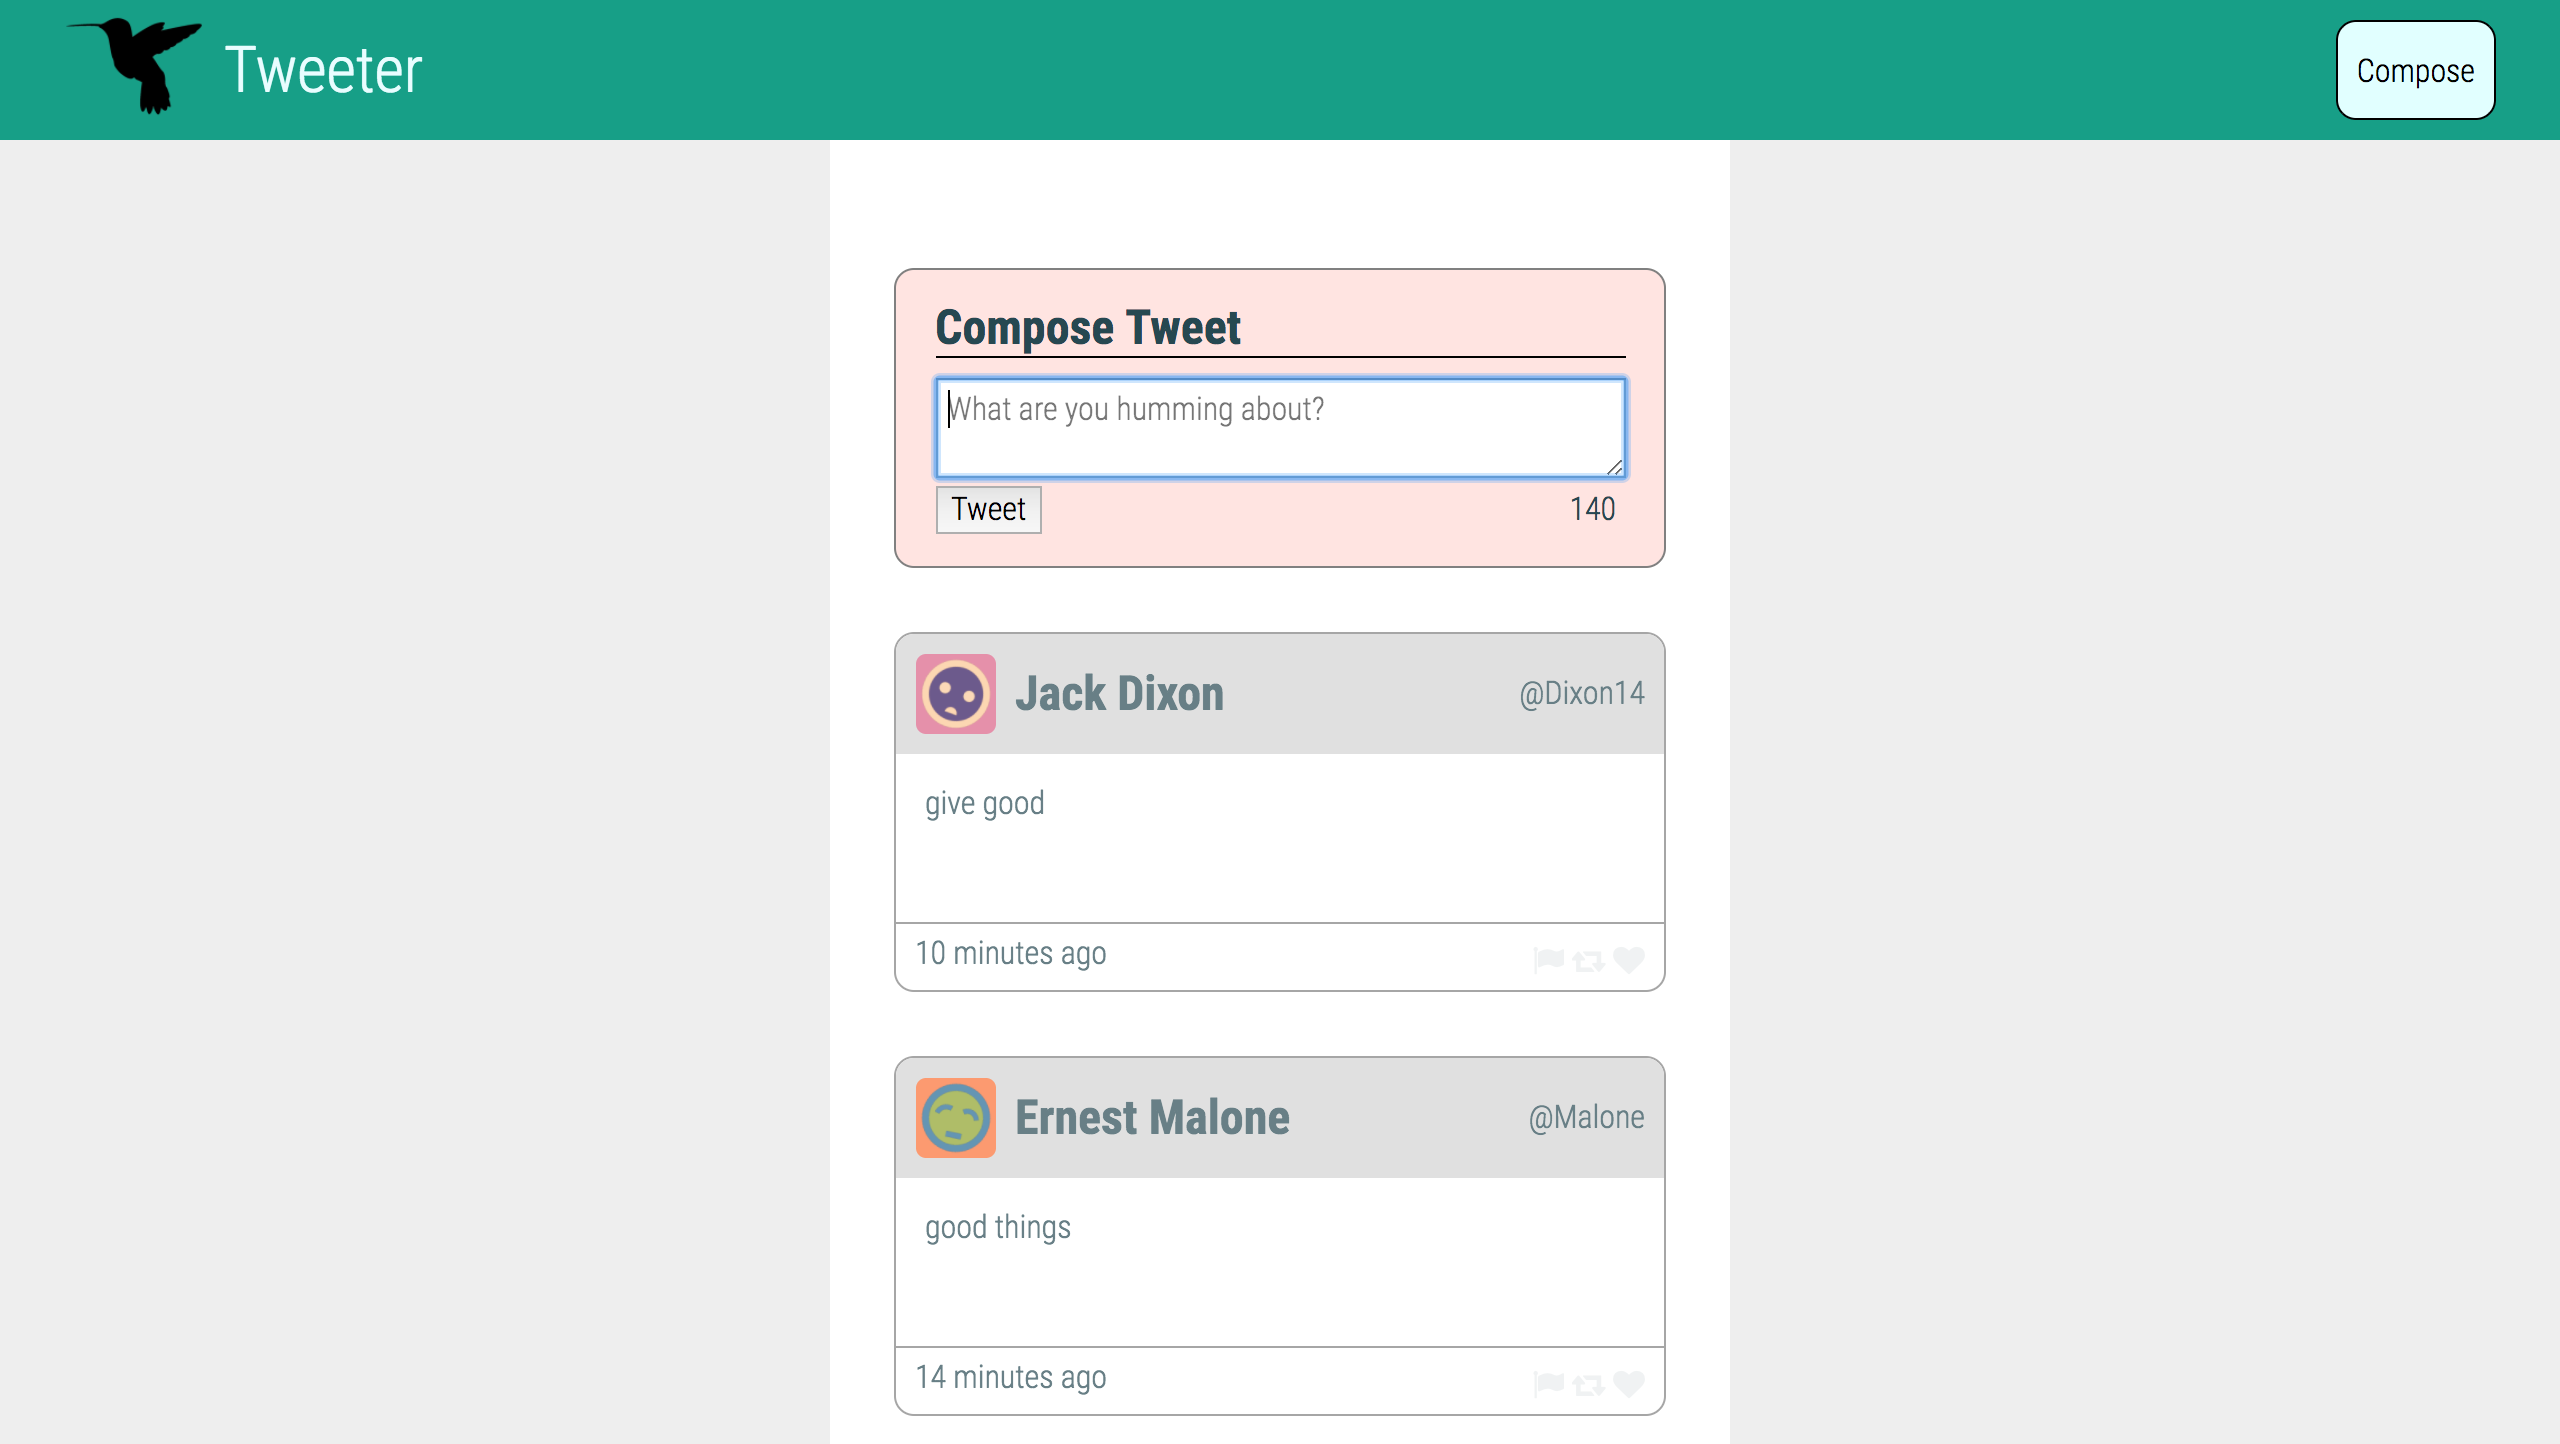 Tweeter
Compose
Compose Tweet
What are you humming about?
Tweet
140
Jack Dixon
@Dixon14
give good
10 minutes ago
Ernest Malone
@Malone
good things
14 minutes ago